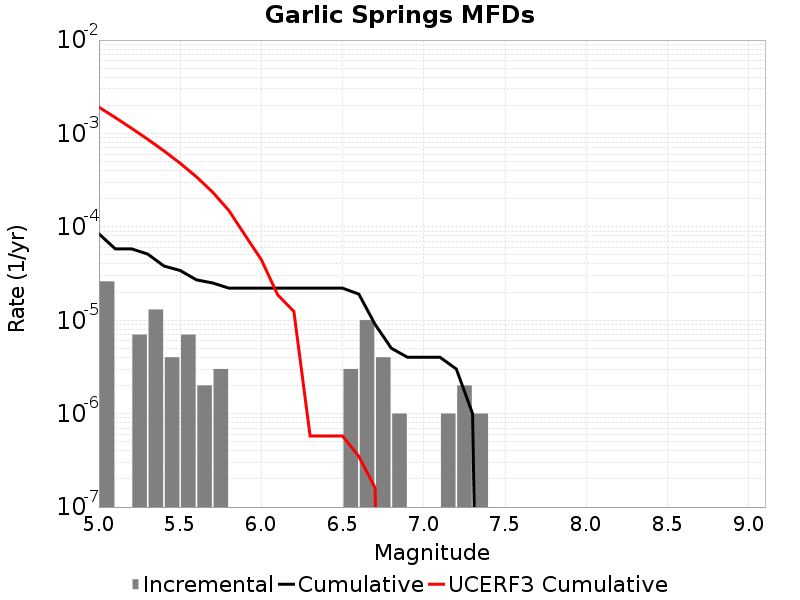 Garlic Springs MFDs
10-2
10-3
10-4
10-5
10-6
10-7
Rate (1/yr)
5.0 5.5 6.0 6.5 7.0 7.5 8.0 8.5 9.0
Magnitude
Incremental Cumulative UCERF3 Cumulative